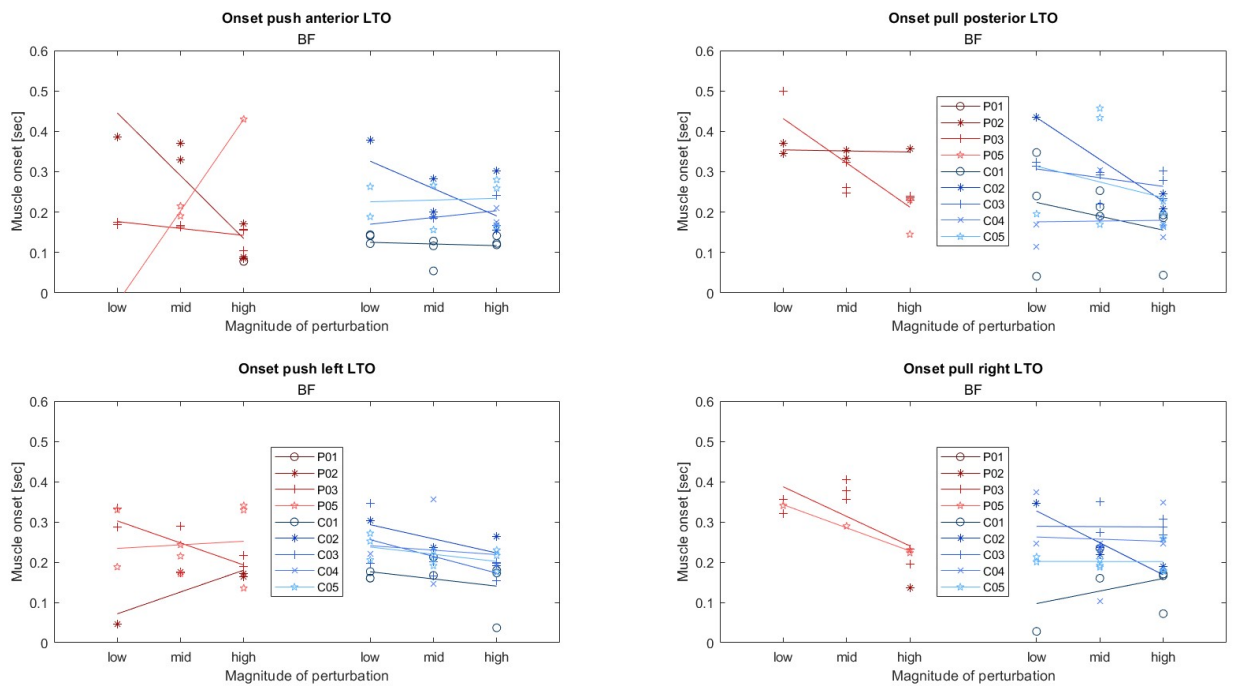 Onset push anterior LTO
BF
0.6
0.5
0.4
0.3
0.2
0.1
0
Muscle onset [sec]
low mid high low mid high
Magnitude of perturbation
Onset pull posterior LTO
BF
0.6
0.5
0.4
0.3
0.2
0.1
0
Muscle onset [sec]
P01
P02
P03
P05
C01
C02
C03
C04
C05
low mid high low mid high
Magnitude of perturbation
Onset push left LTO
BF
0.6
0.5
0.4
0.3
0.2
0.1
0
Muscle onset [sec]
P01
P02
P03
P05
C01
C02
C03
C04
C05
low mid high low mid high
Magnitude of perturbation
Onset pull right LTO
BF
0.6
0.5
0.4
0.3
0.2
0.1
0
Muscle onset [sec]
P01
P02
P03
P05
C01
C02
C03
C04
C05
low mid high low mid high
Magnitude of perturbation